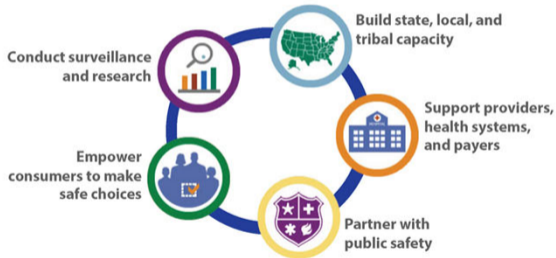 Build state, local, and
tribal capacity
Support providers,
health systems,
and payers
Partner with
public safety
Empower
consumers to make
safe choices
Conduct surveillance
and research